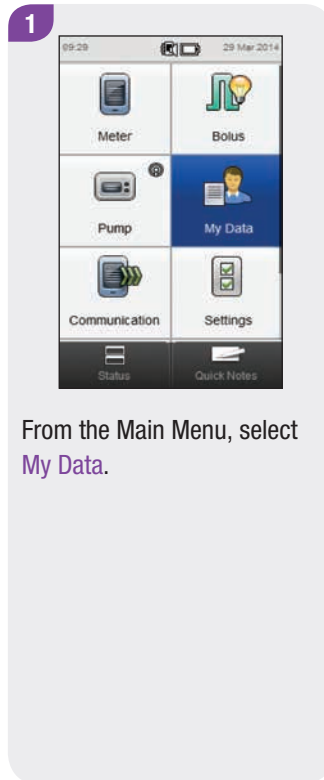 1
09:29 29 Mar 2014
Meter Bolus
Pump My Data
Communication Settings
Status Quick Notes
From the Main Menu, select
My Data.